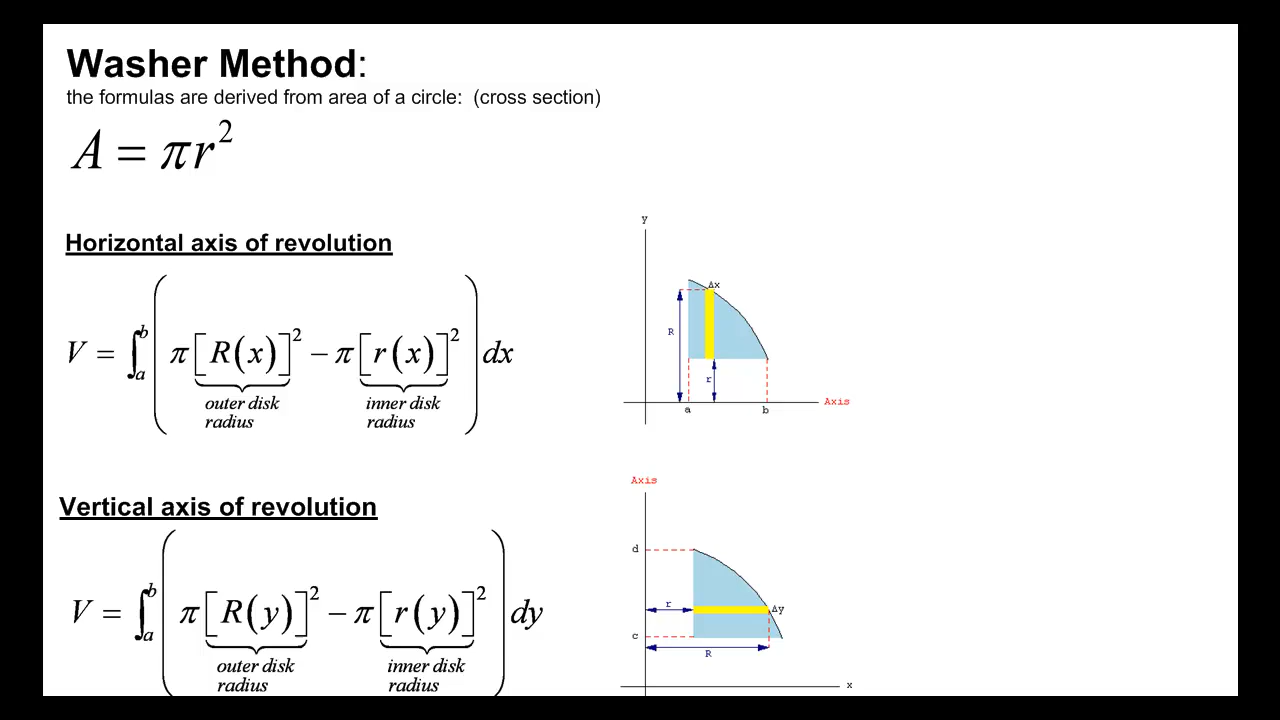 Washer Method:
the formulas are derived from area of a circle: (cross section)
A = πr²
Horizontal axis of revolution
V = ∫ₐᵇ ( π[R(x)]² − π[r(x)]² ) dx
outer disk inner disk
radius radius
y
Δx
R
r
a b
Axis
Vertical axis of revolution
V = ∫ₐᵇ ( π[R(y)]² − π[r(y)]² ) dy
outer disk inner disk
radius radius
Axis
d
r
Δy
c
R
x